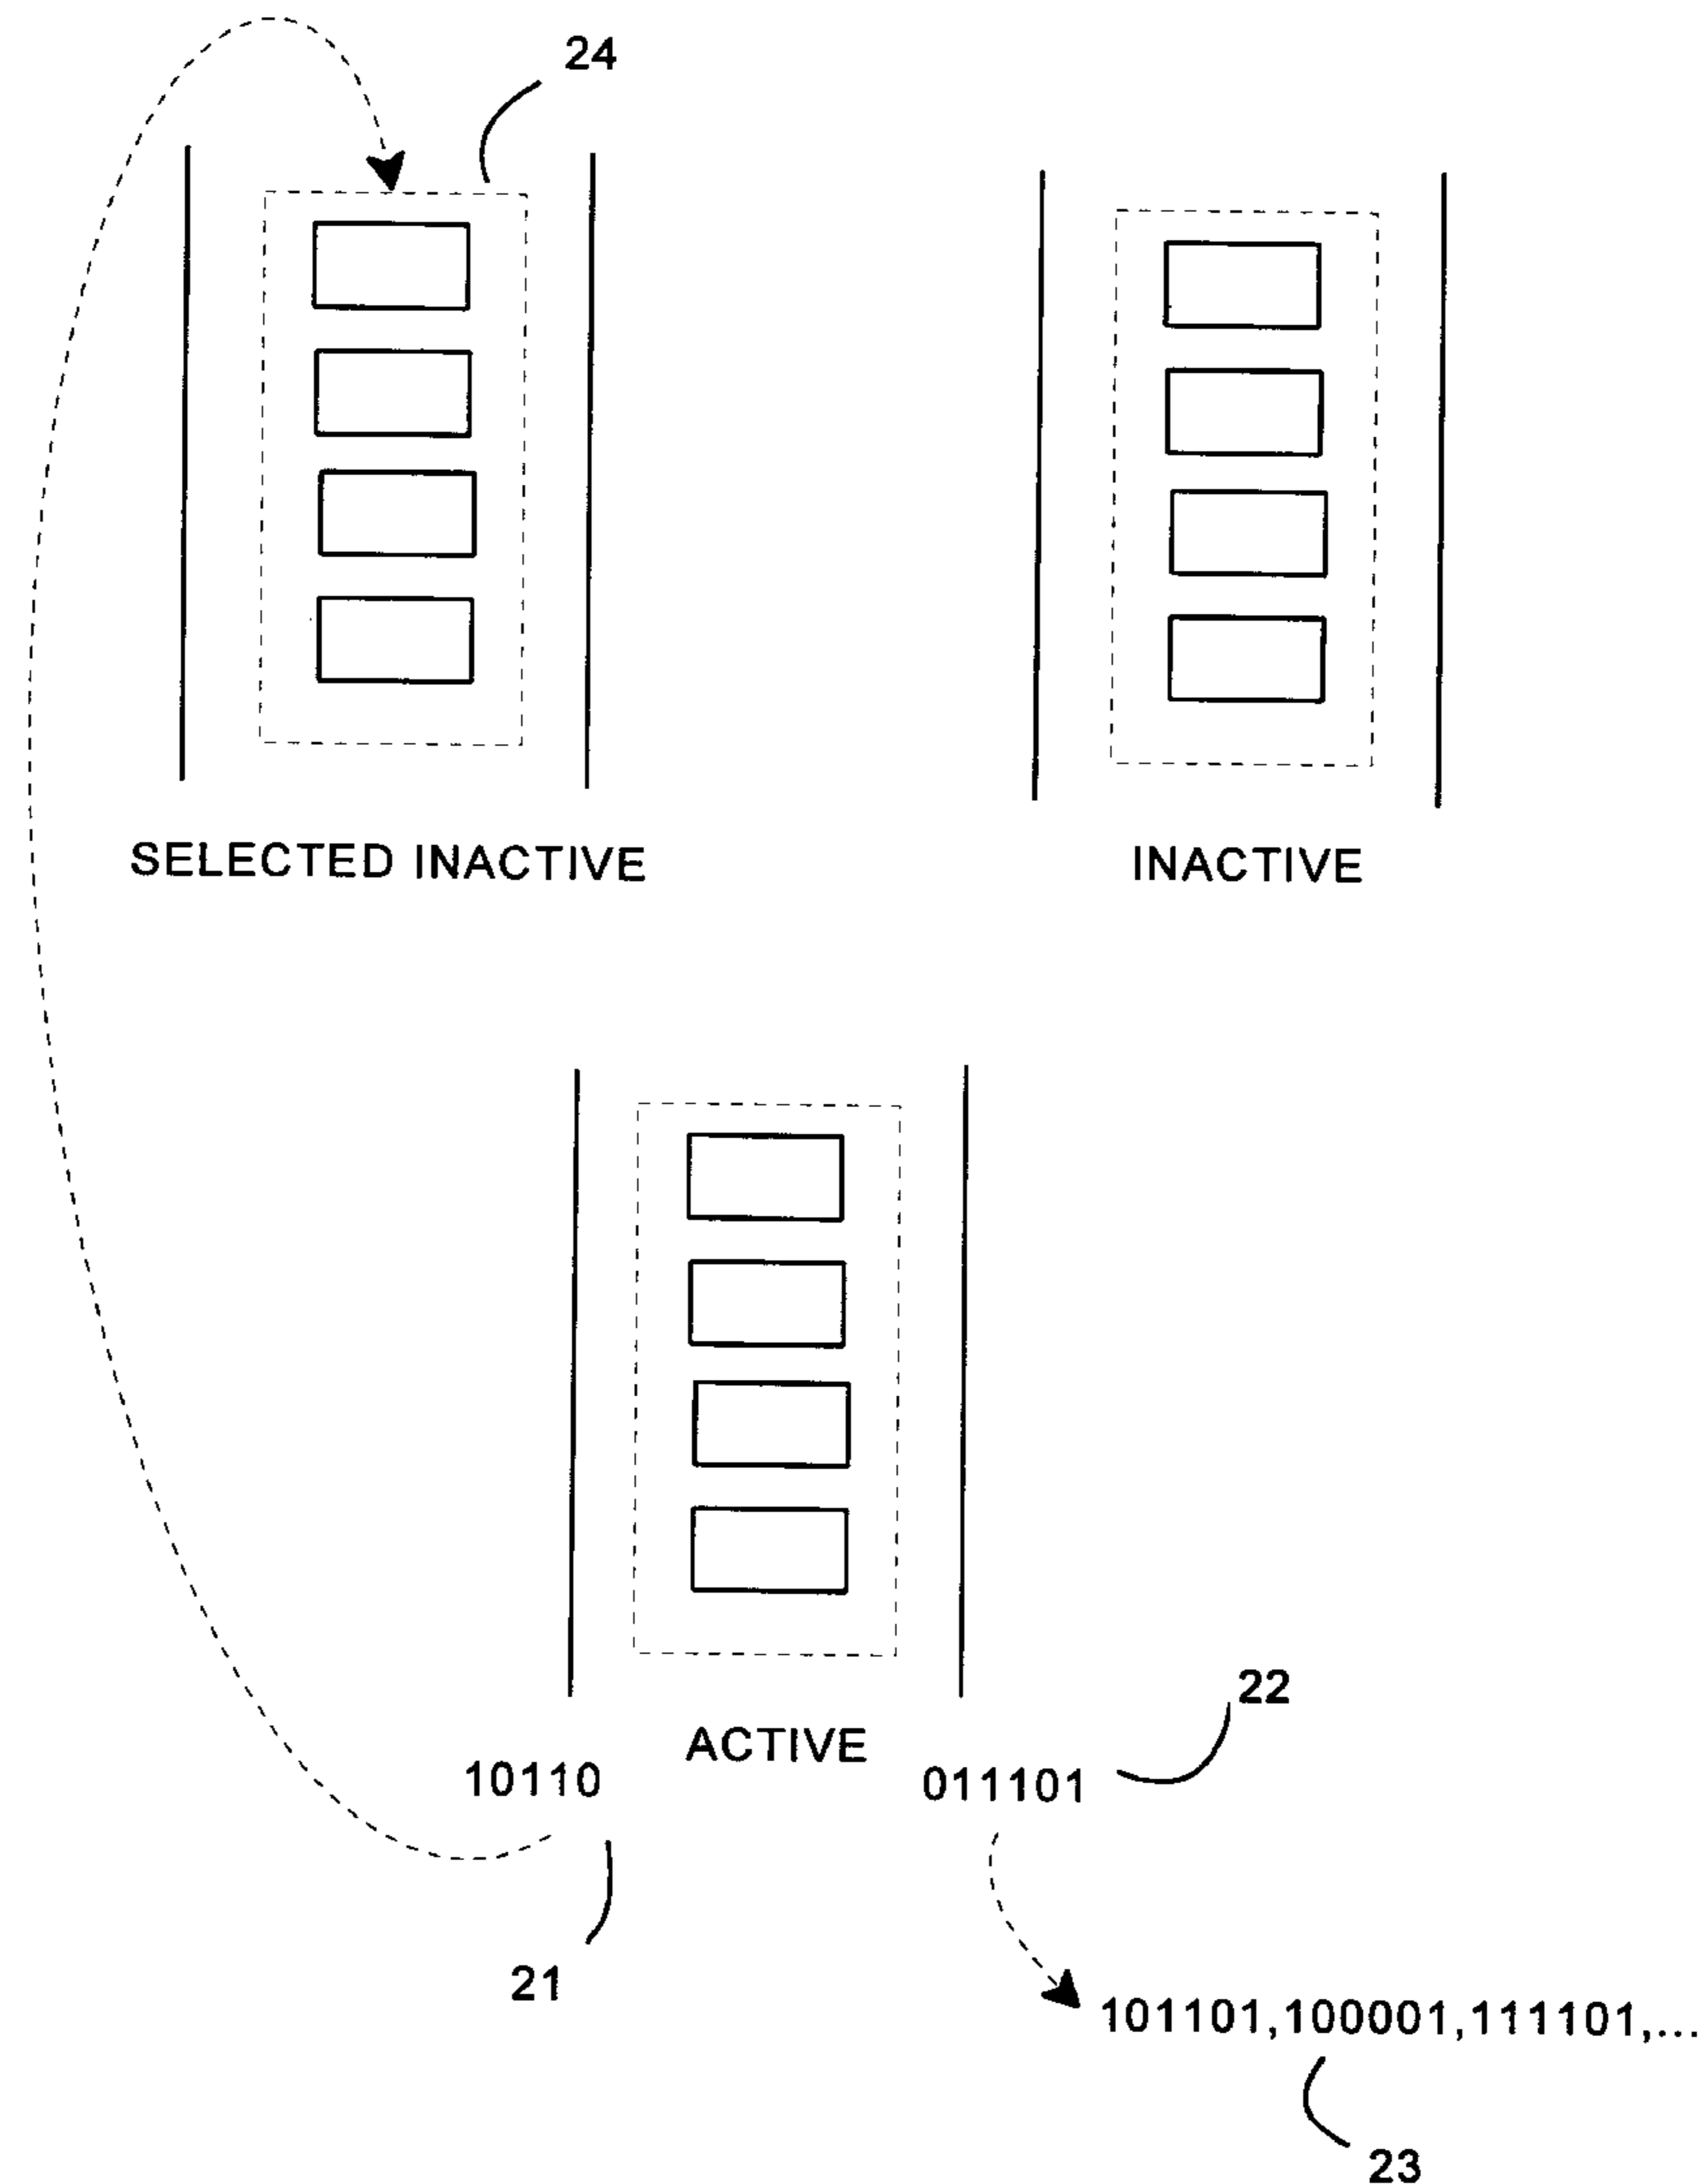 24
SELECTED INACTIVE
INACTIVE
22
ACTIVE
10110
011101
21
101101,100001,111101,...
23